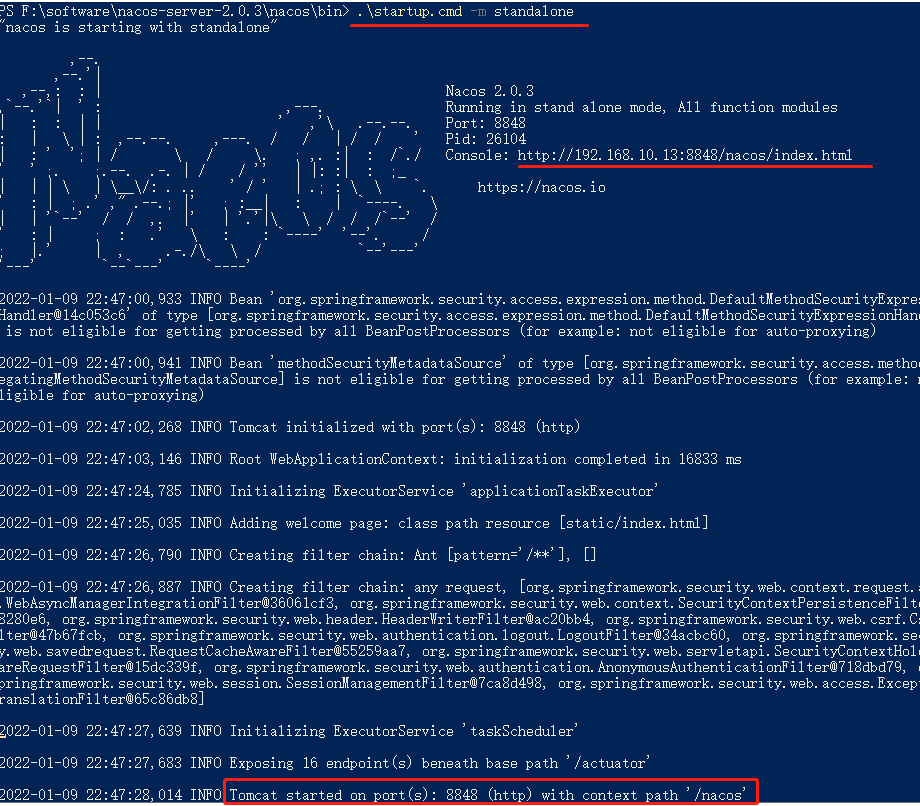 PS F:\software\nacos-server-2.0.3\nacos\bin> .\startup.cmd -m standalone
"nacos is starting with standalone"
Nacos 2.0.3
Running in stand alone mode, All function modules
Port: 8848
Pid: 26104
Console: http://192.168.10.13:8848/nacos/index.html
https://nacos.io
2022-01-09 22:47:00,933 INFO Bean 'org.springframework.security.access.expression.method.DefaultMethodSecurityExpre
Handler@14c053c6' of type [org.springframework.security.access.expression.method.DefaultMethodSecurityExpressionHan
is not eligible for getting processed by all BeanPostProcessors (for example: not eligible for auto-proxying)
2022-01-09 22:47:00,941 INFO Bean 'methodSecurityMetadataSource' of type [org.springframework.security.access.metho
egatingMethodSecurityMetadataSource] is not eligible for getting processed by all BeanPostProcessors (for example: n
ligible for auto-proxying)
2022-01-09 22:47:02,268 INFO Tomcat initialized with port(s): 8848 (http)
2022-01-09 22:47:03,146 INFO Root WebApplicationContext: initialization completed in 16833 ms
2022-01-09 22:47:24,785 INFO Initializing ExecutorService 'applicationTaskExecutor'
2022-01-09 22:47:25,035 INFO Adding welcome page: class path resource [static/index.html]
2022-01-09 22:47:26,790 INFO Creating filter chain: Ant [pattern='/**'], []
2022-01-09 22:47:26,887 INFO Creating filter chain: any request, [org.springframework.security.web.context.request.a
.WebAsyncManagerIntegrationFilter@36061cf3, org.springframework.security.web.context.SecurityContextPersistenceFilte
8280e6, org.springframework.security.web.header.HeaderWriterFilter@ac20bb4, org.springframework.security.web.csrf.Cs
lter@47b67fcb, org.springframework.security.web.authentication.logout.LogoutFilter@34acbc60, org.springframework.sec
y.web.savedrequest.RequestCacheAwareFilter@55259aa7, org.springframework.security.web.servletapi.SecurityContextHol
areRequestFilter@15dc339f, org.springframework.security.web.authentication.AnonymousAuthenticationFilter@718dbd79, o
pringframework.security.web.session.SessionManagementFilter@7ca8d498, org.springframework.security.web.access.Except
ranslationFilter@65c86db8]
2022-01-09 22:47:27,639 INFO Initializing ExecutorService 'taskScheduler'
2022-01-09 22:47:27,683 INFO Exposing 16 endpoint(s) beneath base path '/actuator'
2022-01-09 22:47:28,014 INFO Tomcat started on port(s): 8848 (http) with context path '/nacos'